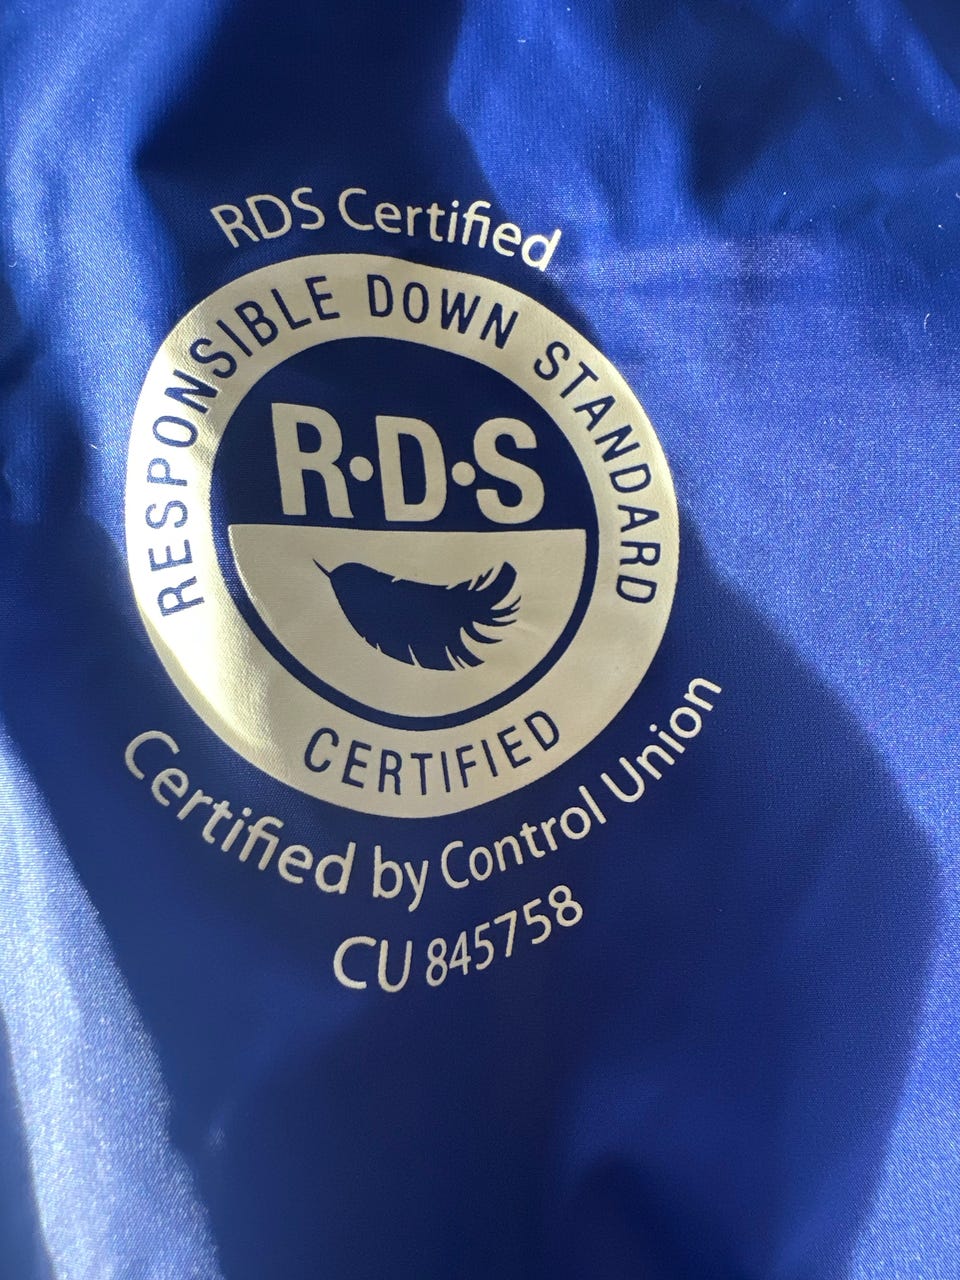 RDS Certified
RESPONSIBLE DOWN STANDARD
R•D•S
CERTIFIED
Certified by Control Union
CU 845758